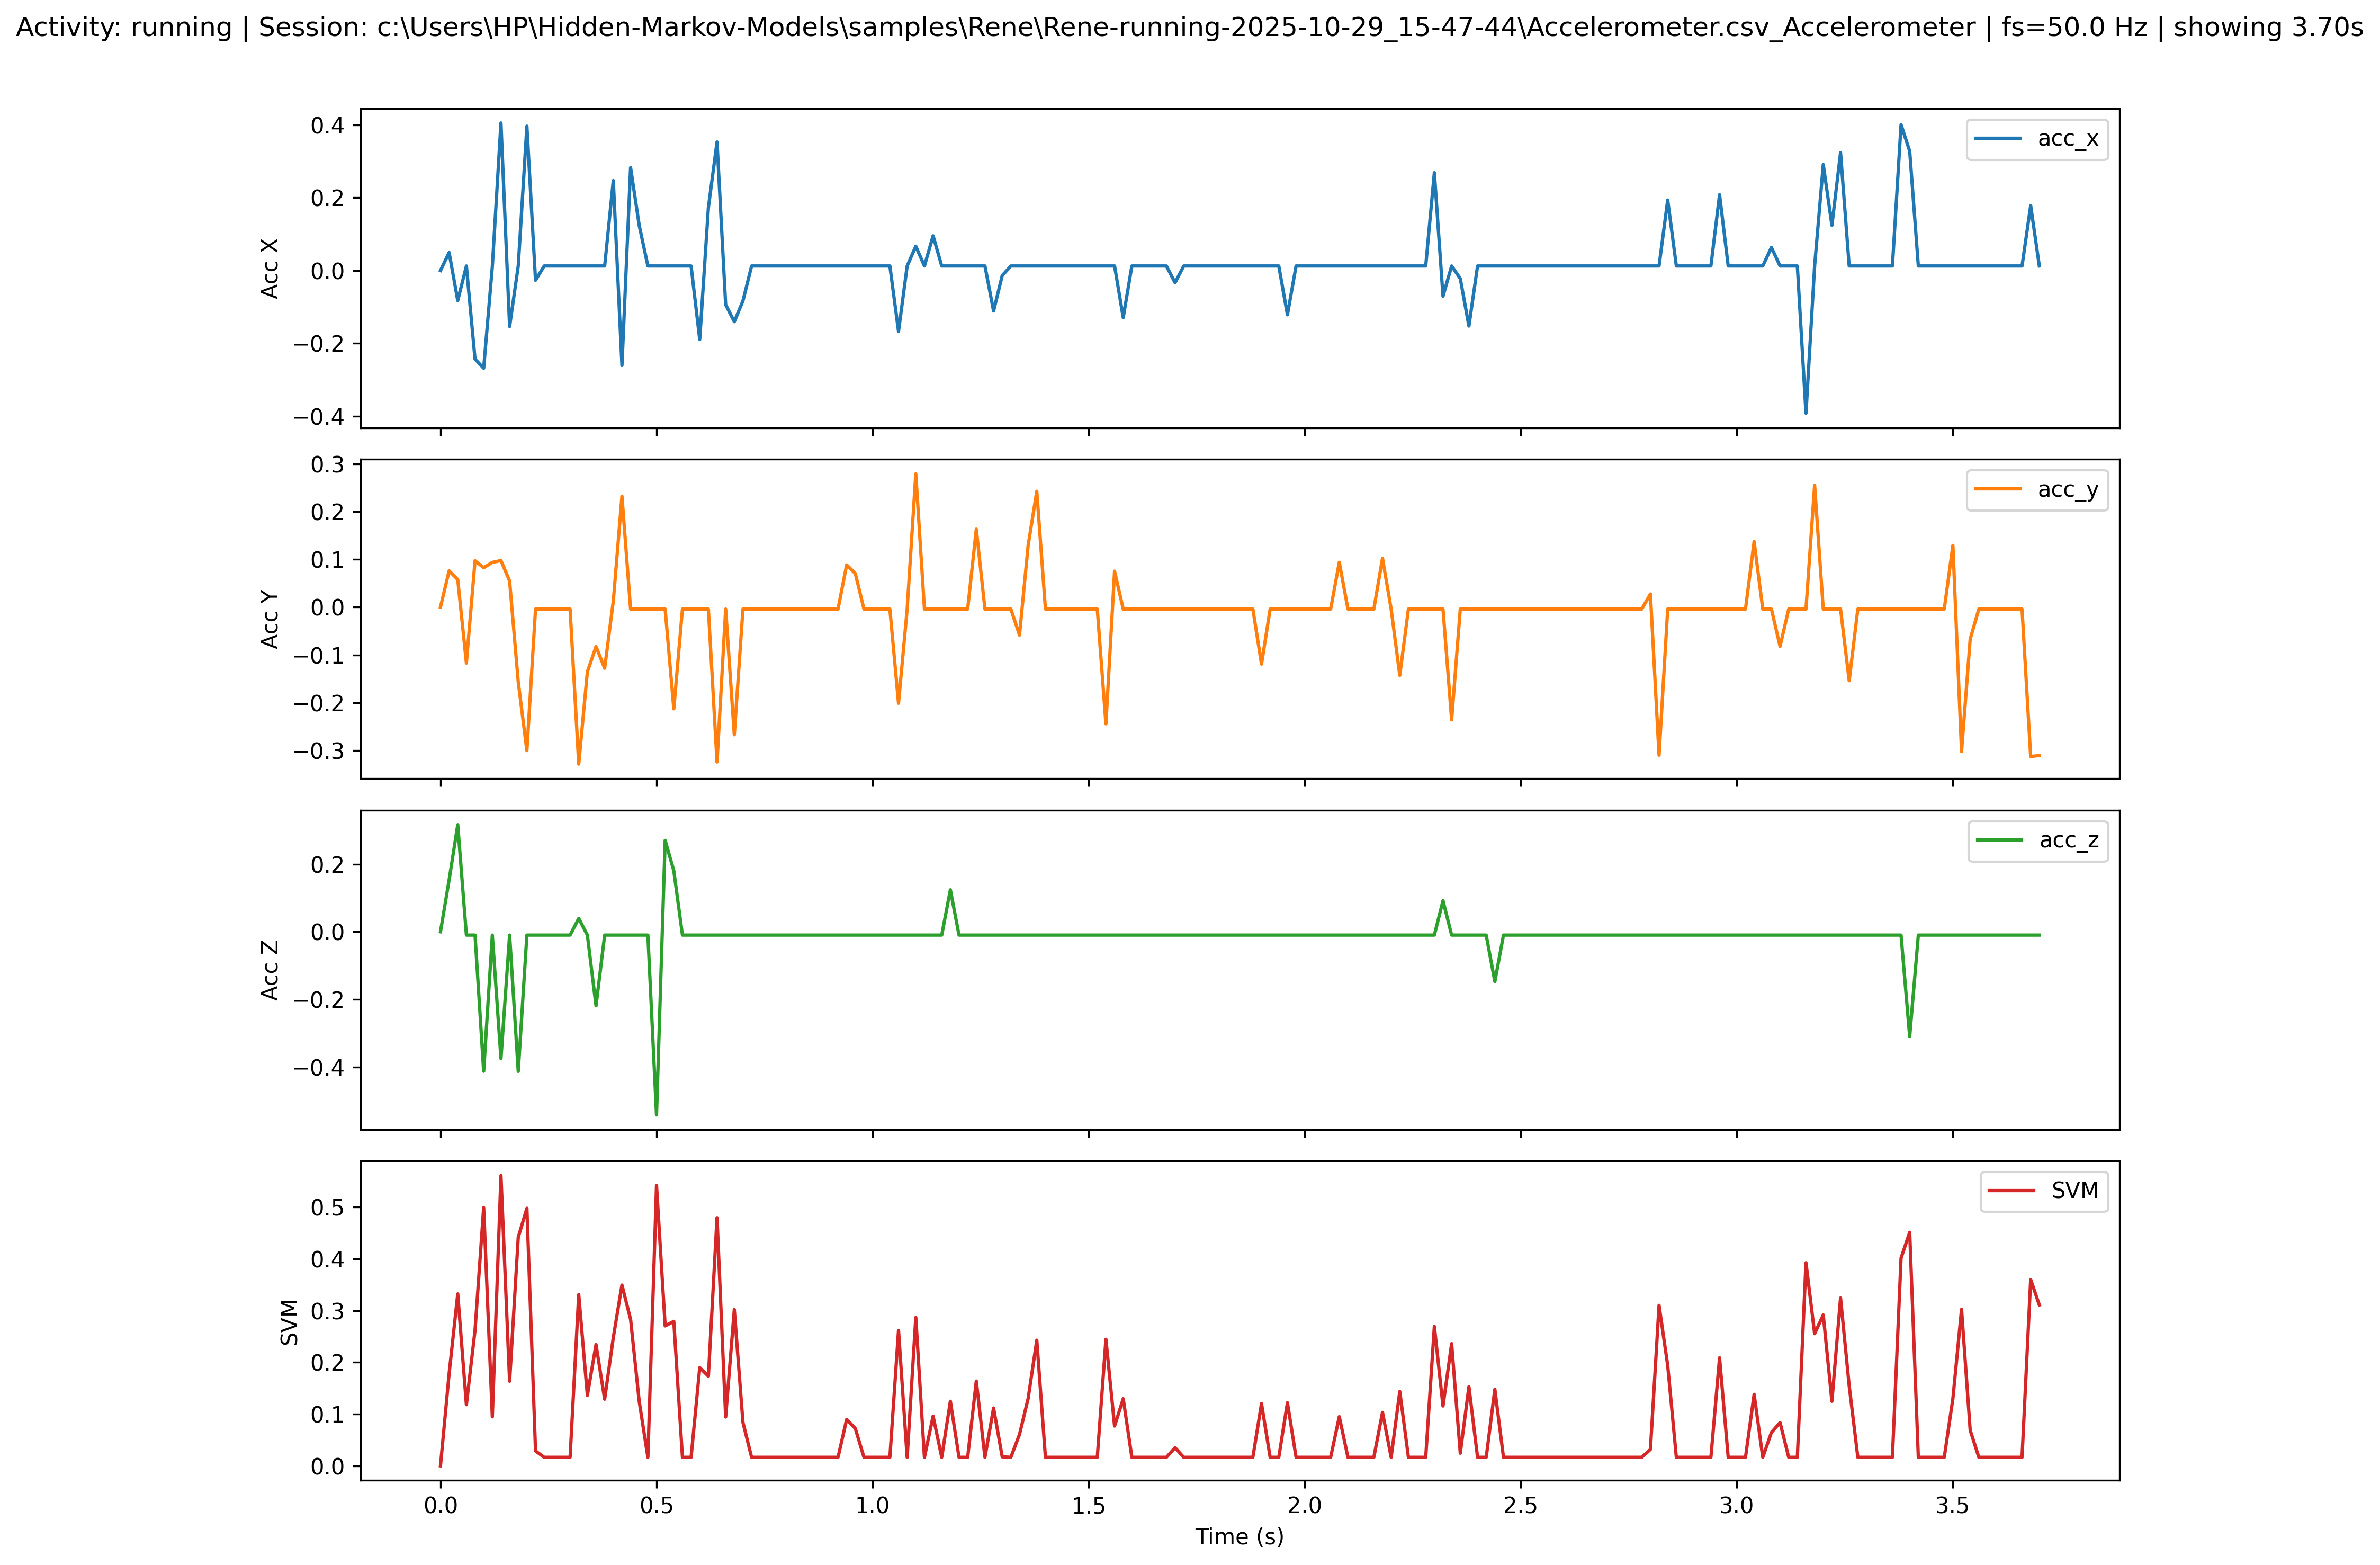 Activity: running | Session: c:\Users\HP\Hidden-Markov-Models\samples\Rene\Rene-running-2025-10-29_15-47-44\Accelerometer.csv_Accelerometer | fs=50.0 Hz | showing 3.70s
acc_x
0.4
0.2
0.0
−0.2
−0.4
Acc X
acc_y
0.3
0.2
0.1
0.0
−0.1
−0.2
−0.3
Acc Y
acc_z
0.2
0.0
−0.2
−0.4
Acc Z
SVM
0.5
0.4
0.3
0.2
0.1
0.0
SVM
0.0 0.5 1.0 1.5 2.0 2.5 3.0 3.5
Time (s)